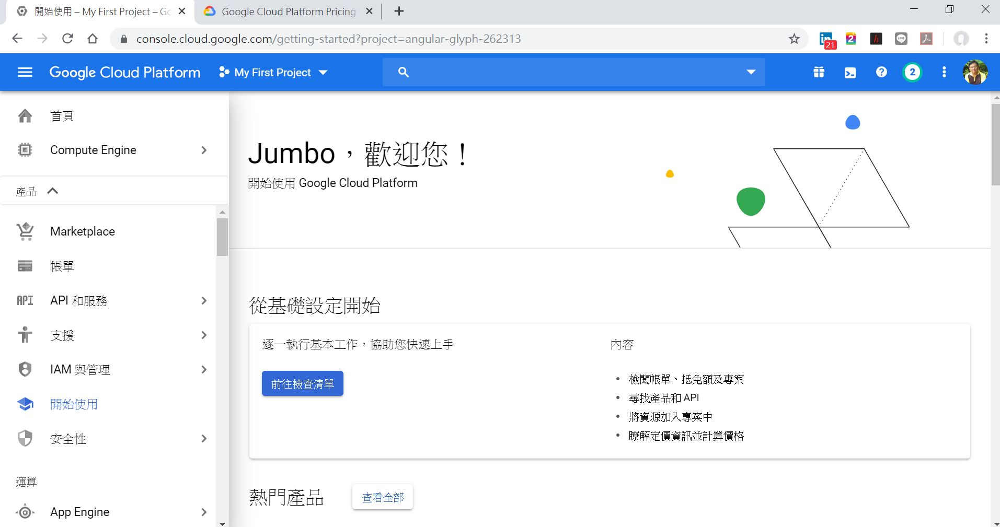 開始使用 – My First Project – Go
Google Cloud Platform Pricing
console.cloud.google.com/getting-started?project=angular-glyph-262313
21
2
h
LINE
Google Cloud Platform
My First Project
2
首頁
Compute Engine
產品
Marketplace
帳單
API
API 和服務
支援
IAM 與管理
開始使用
安全性
運算
App Engine
Jumbo，歡迎您！
開始使用 Google Cloud Platform
從基礎設定開始
逐一執行基本工作，協助您快速上手
前往檢查清單
內容
• 檢閱帳單、抵免額及專案
• 尋找產品和 API
• 將資源加入專案中
• 瞭解定價資訊並計算價格
熱門產品
查看全部